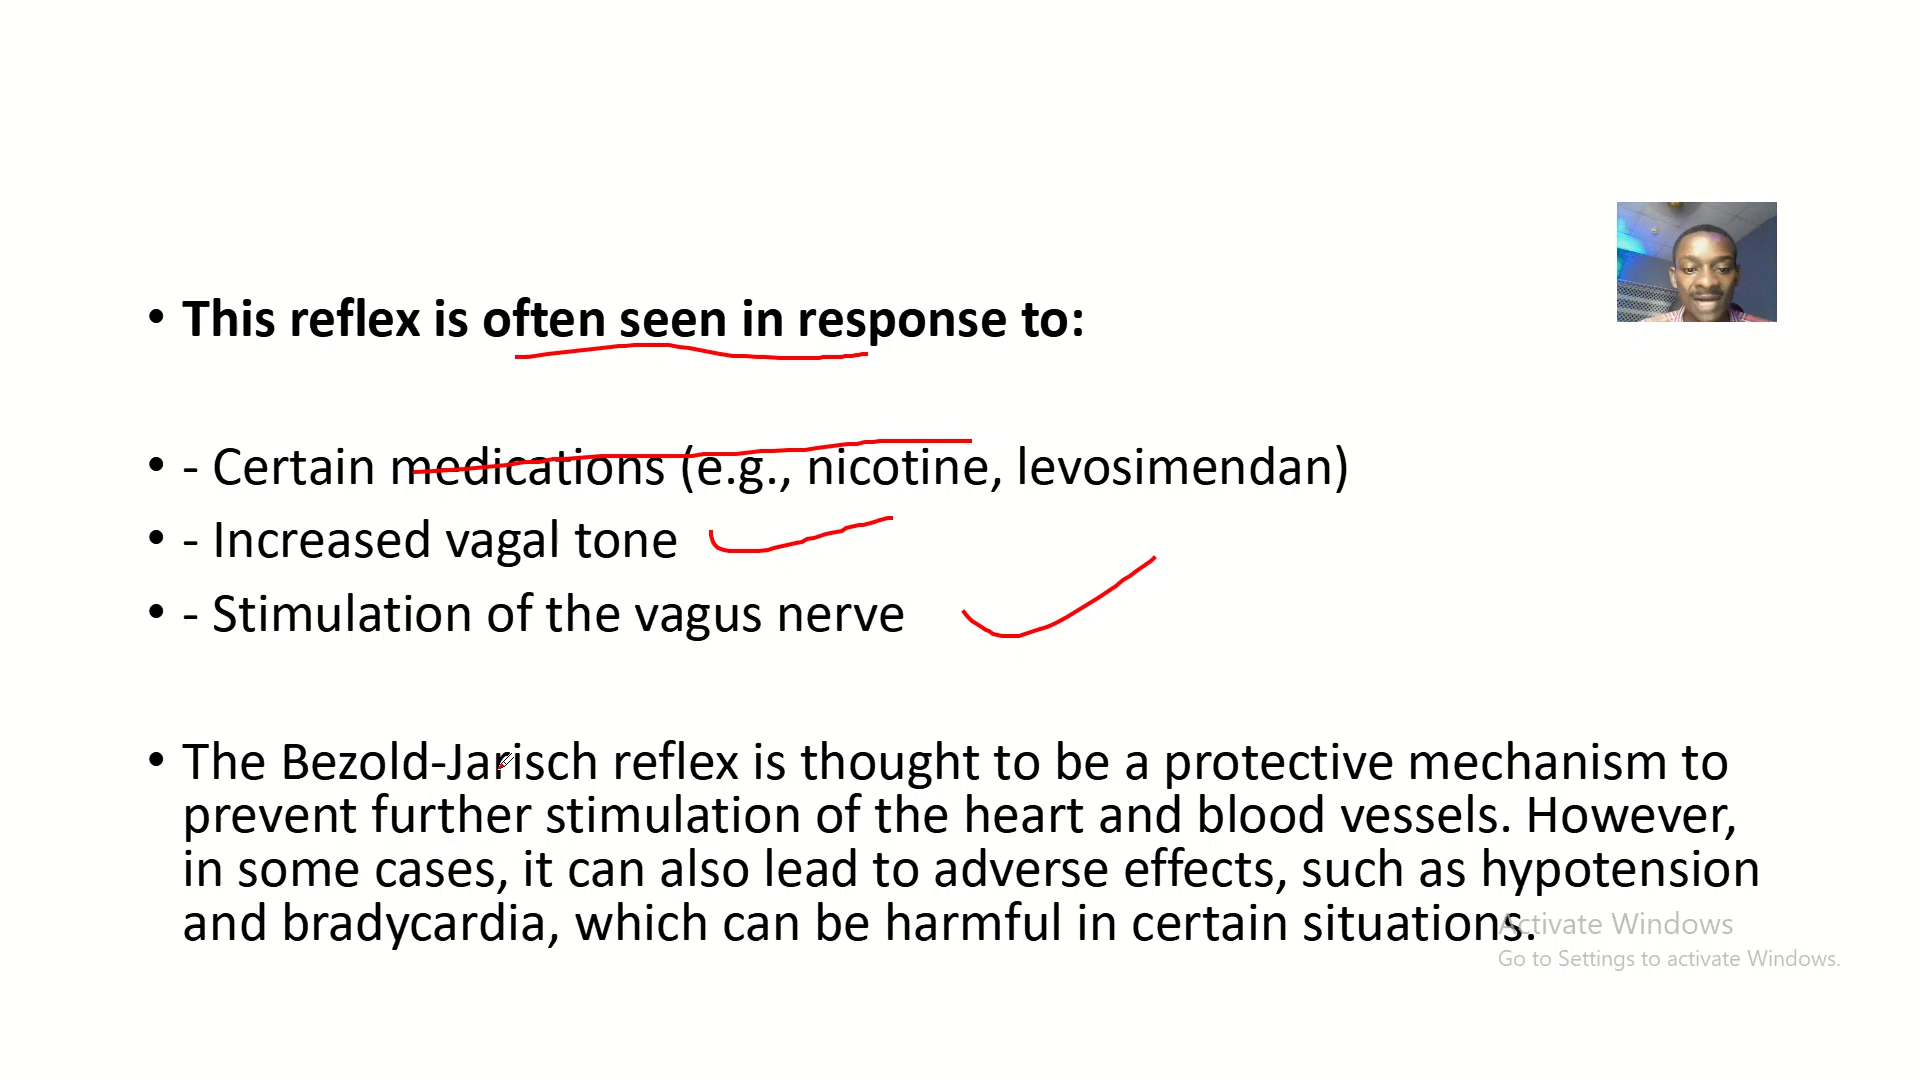 • This reflex is often seen in response to:
• - Certain medications (e.g., nicotine, levosimendan)
• - Increased vagal tone
• - Stimulation of the vagus nerve
• The Bezold-Jarisch reflex is thought to be a protective mechanism to
prevent further stimulation of the heart and blood vessels. However,
in some cases, it can also lead to adverse effects, such as hypotension
and bradycardia, which can be harmful in certain situations.
Activate Windows
Go to Settings to activate Windows.